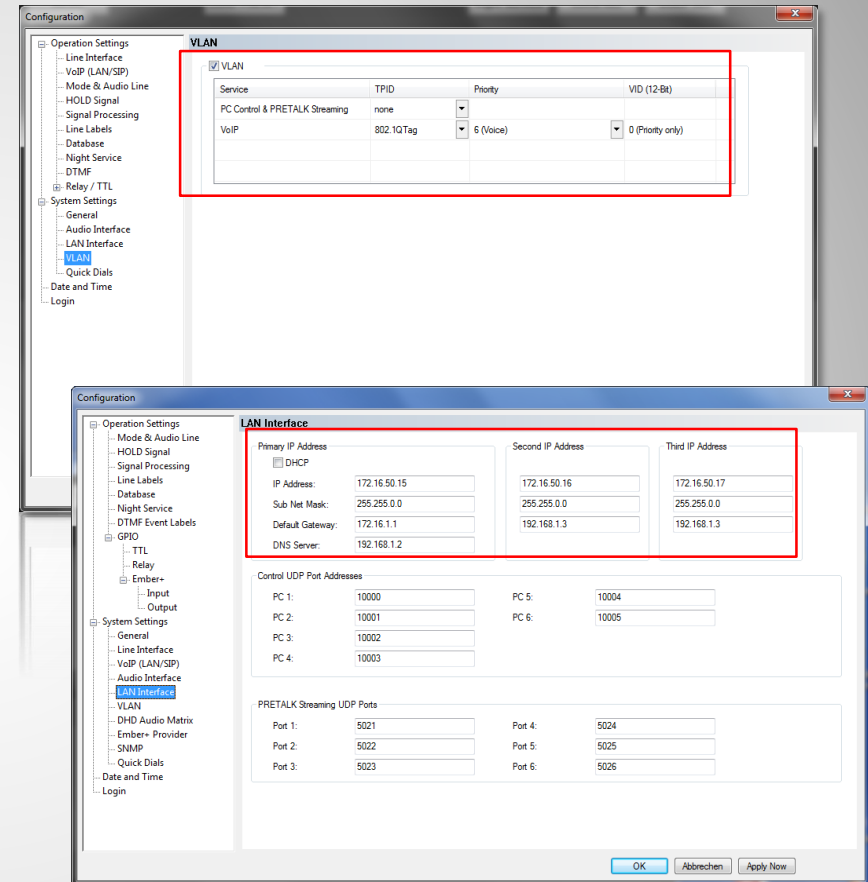 Configuration
Operation Settings
Line Interface
VoIP (LAN/SIP)
Mode & Audio Line
HOLD Signal
Signal Processing
Line Labels
Database
Night Service
DTMF
Relay / TTL
System Settings
General
Audio Interface
LAN Interface
VLAN
Quick Dials
Date and Time
Login
VLAN
VLAN
Service TPID Priority VID (12-Bit)
PC Control & PRETALK Streaming none
VoIP 802.1QTag 6 (Voice) 0 (Priority only)
Configuration
Operation Settings
Mode & Audio Line
HOLD Signal
Signal Processing
Line Labels
Database
Night Service
DTMF Event Labels
GPIO
TTL
Relay
Ember+
Input
Output
System Settings
General
Line Interface
VoIP (LAN/SIP)
Audio Interface
LAN Interface
VLAN
DHD Audio Matrix
Ember+ Provider
SNMP
Quick Dials
Date and Time
Login
LAN Interface
Primary IP Address Second IP Address Third IP Address
DHCP
IP Address: 172.16.50.15 172.16.50.16 172.16.50.17
Sub Net Mask: 255.255.0.0 255.255.0.0 255.255.0.0
Default Gateway: 172.16.1.1 192.168.1.3 192.168.1.3
DNS Server: 192.168.1.2
Control UDP Port Addresses
PC 1: 10000 PC 5: 10004
PC 2: 10001 PC 6: 10005
PC 3: 10002
PC 4: 10003
PRETALK Streaming UDP Ports
Port 1: 5021 Port 4: 5024
Port 2: 5022 Port 5: 5025
Port 3: 5023 Port 6: 5026
OK Abbrechen Apply Now